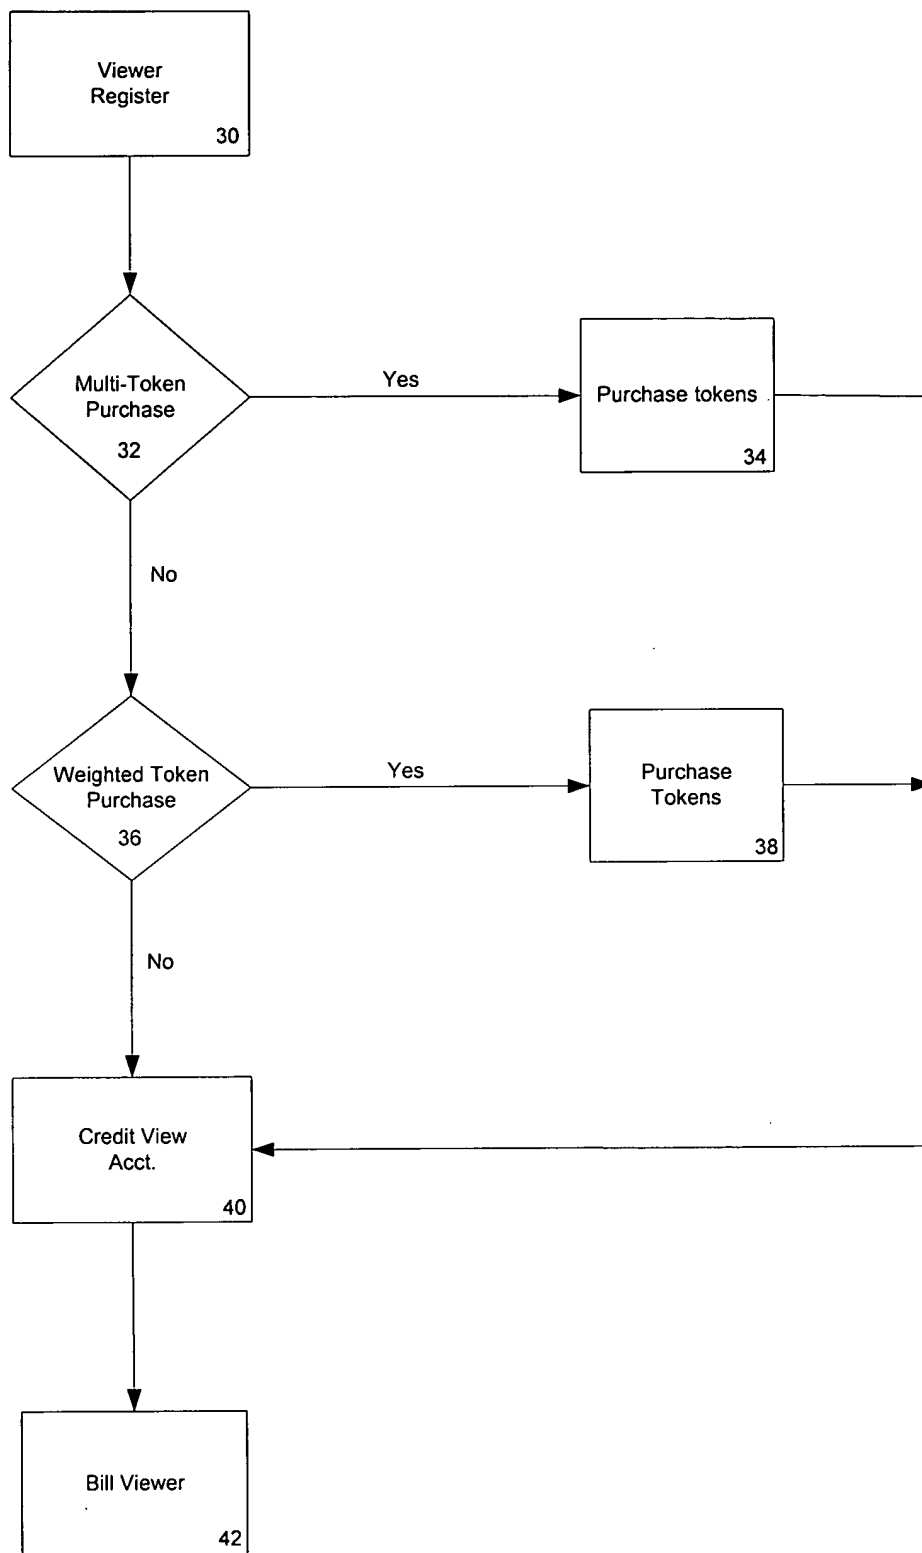 Viewer
Register
30
Multi-Token
Purchase
32
Yes
Purchase tokens
34
No
Weighted Token
Purchase
36
Yes
Purchase
Tokens
38
No
Credit View
Acct.
40
Bill Viewer
42